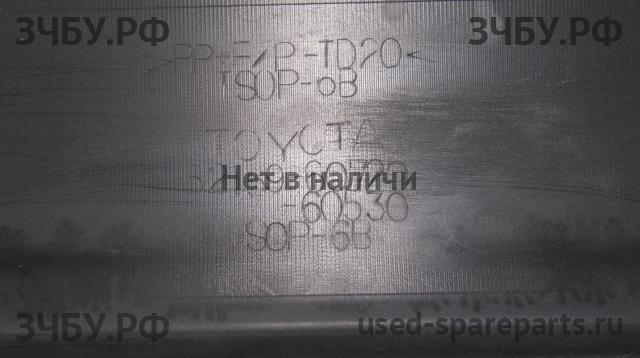 ЗЧБУ.РФ ЗЧБУ.РФ
>PP-E/P-TD20<
TSOP-6B
TOYOTA
Нет в наличи
-60530
SOP-6B
ЗЧБУ.РФ used-spareparts.ru